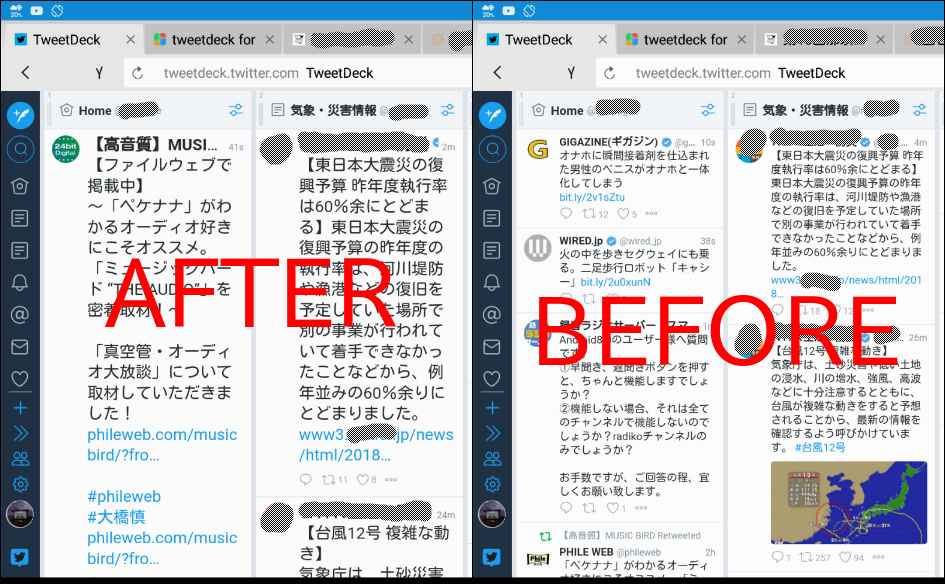 TweetDeck
tweetdeck for
tweetdeck.twitter.com TweetDeck
1
Home
24bit
Digital
【高音質】MUSI... 41s
【ファイルウェブで
掲載中】
～「ペケナナ」がわ
かるオーディオ好き
にこそオススメ。
「ミュージックバー
ド “THE AUDIO”」を
密着取材！～
「真空管・オーディ
オ大放談」について
取材していただきま
した！
phileweb.com/music
bird/?fro…
#phileweb
#大橋慎
phileweb.com/music
bird/?fro…
2
気象・災害情報 @
2m
【東日本大震災の復
興予算 昨年度執行率
は60％余にとどま
る】東日本大震災の
復興予算の昨年度の
執行率は、河川堤防
や漁港などの復旧を
予定していた場所で
別の事業が行われて
いて着手できなかっ
たことなどから、例
年並みの60％余りに
とどまりました。
www3. jp/news
/html/2018…
11 8
24m
【台風12号 複雑な動
き】
気象庁は、土砂災害
AFTER
TweetDeck
tweetdeck for
tweetdeck.twitter.com TweetDeck
1
Home @
GIGAZINE(ギガジン) @g... 10s
オナホに瞬間接着剤を仕込まれ
た男性のペニスがオナホと一体
化してしまう
bit.ly/2v1sZtu
12 5
WIRED.jp @wired_jp 38s
火の中を歩きセグウェイにも乗
る。二足歩行ロボット「キャシ
ー」bit.ly/2u0xunN
録音ラジオサーバー
Android8.0のユーザー様へ質問
です
①早聞き、遅聞きボタンを押す
と、ちゃんと機能しますでしょ
うか？
②機能しない場合、それは全て
のチャンネルで機能しないので
しょうか？radikoチャンネルの
みでしょうか？
お手数ですが、ご回答の程、宜
しくお願い致します。
1
【高音質】MUSIC BIRD Retweeted
PHILE WEB @phileweb 2h
「ペケナナ」がわかるオーディ
2
気象・災害情報 @
4m
【東日本大震災の復興予算 昨年
度執行率は60％余にとどまる】
東日本大震災の復興予算の昨年度
の執行率は、河川堤防や漁港な
どの復旧を予定していた場所
で別の事業が行われていて着手
できなかったことなどから、例
年並みの60％余りにとどまりま
した。
www3. jp/news/html/201
8…
18 12
26m
【台風12号 複雑な動き】
気象庁は、土砂災害や低い土地
の浸水、川の増水、強風、高波
などに十分注意するとともに、
台風が複雑な動きをすると予想
されることから、最新の情報を
確認するよう呼びかけていま
す。 #台風12号
1 257 94
BEFORE